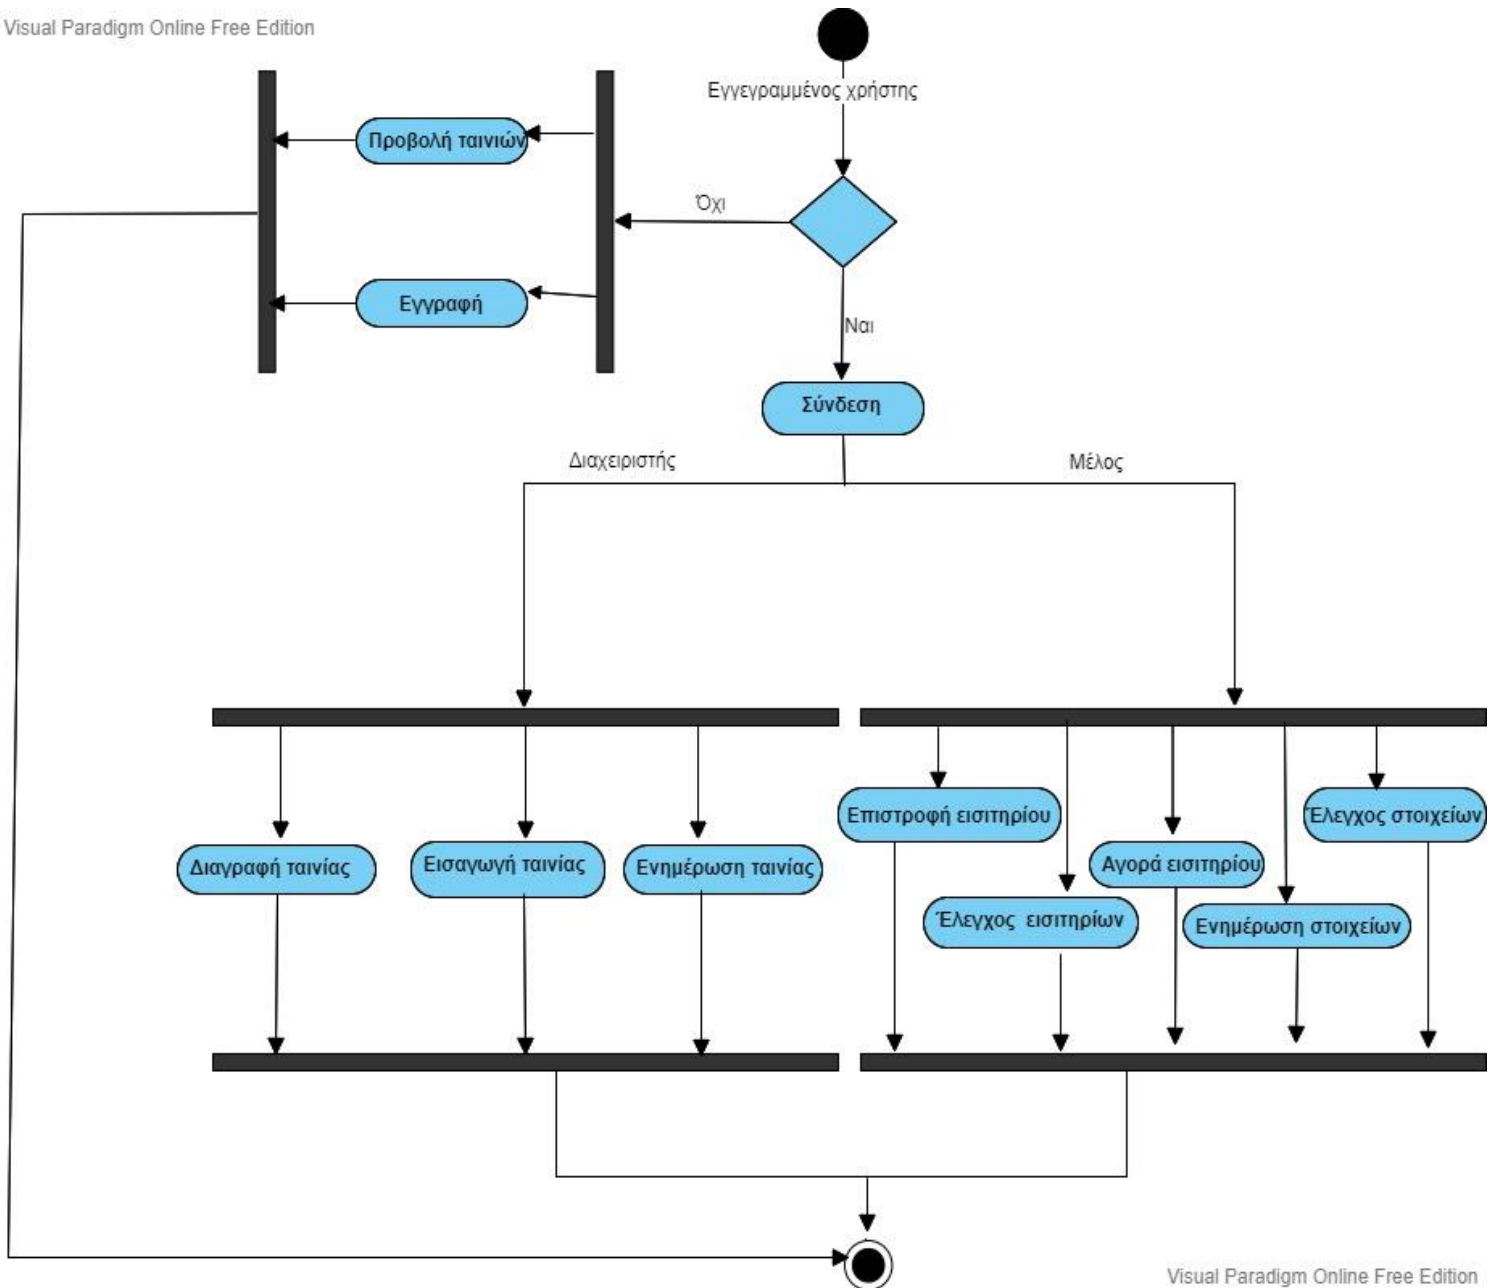 Visual Paradigm Online Free Edition
Εγγεγραμμένος χρήστης
Προβολή ταινιών
Όχι
Εγγραφή
Ναι
Σύνδεση
Διαχειριστής
Μέλος
Επιστροφή εισιτηρίου
Έλεγχος στοιχείων
Διαγραφή ταινίας
Εισαγωγή ταινίας
Ενημέρωση ταινίας
Αγορά εισιτηρίου
Έλεγχος εισιτηρίων
Ενημέρωση στοιχείων
Visual Paradigm Online Free Edition